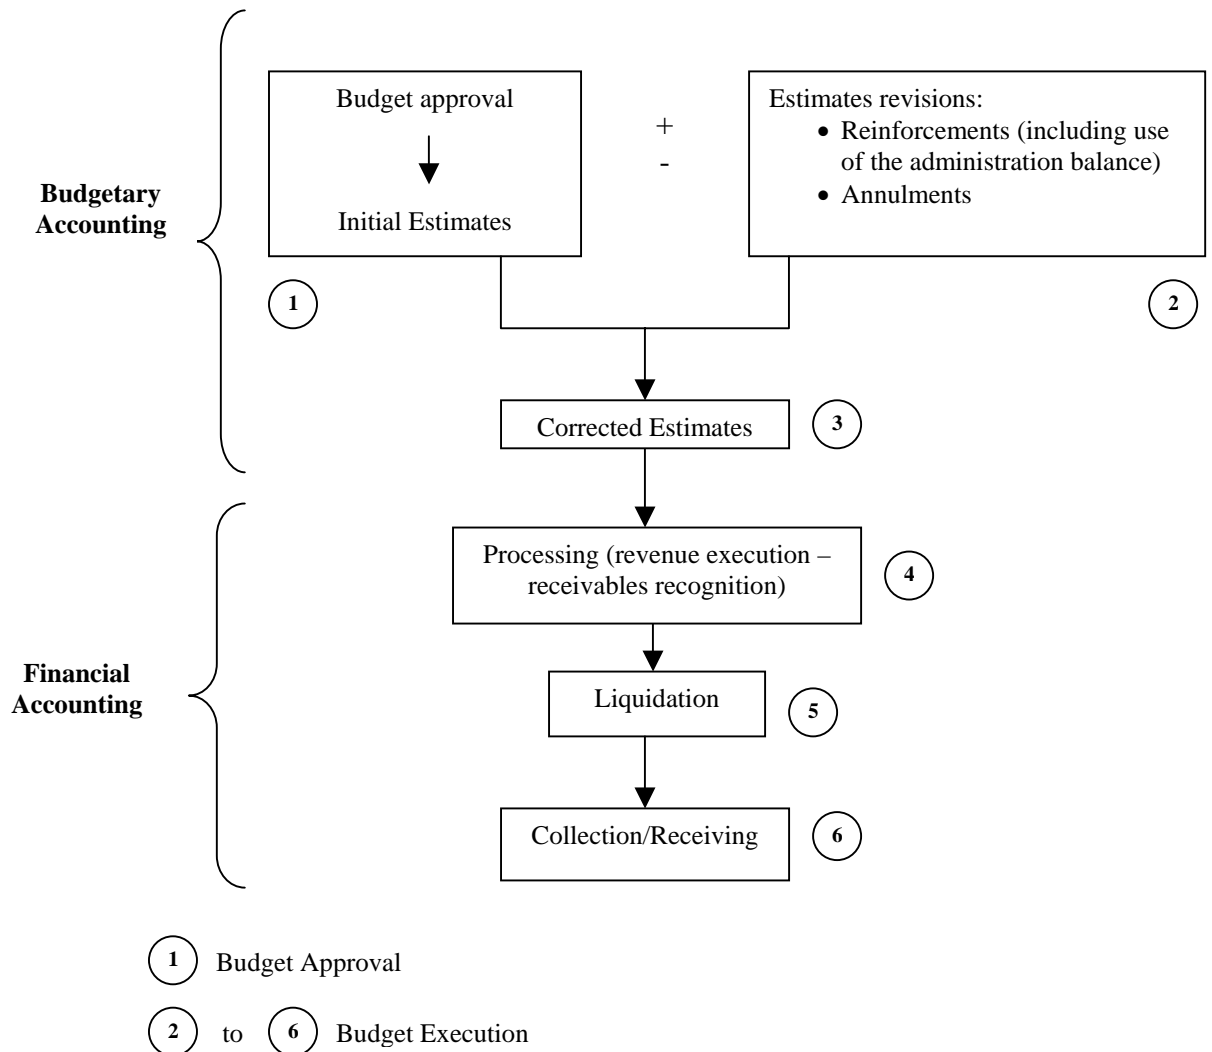 Budget approval
Initial Estimates
+
-
Estimates revisions:
• Reinforcements (including use
of the administration balance)
• Annulments
Budgetary
Accounting
1
2
Corrected Estimates
3
Processing (revenue execution –
receivables recognition)
4
Financial
Accounting
Liquidation
5
Collection/Receiving
6
1 Budget Approval
2 to 6 Budget Execution